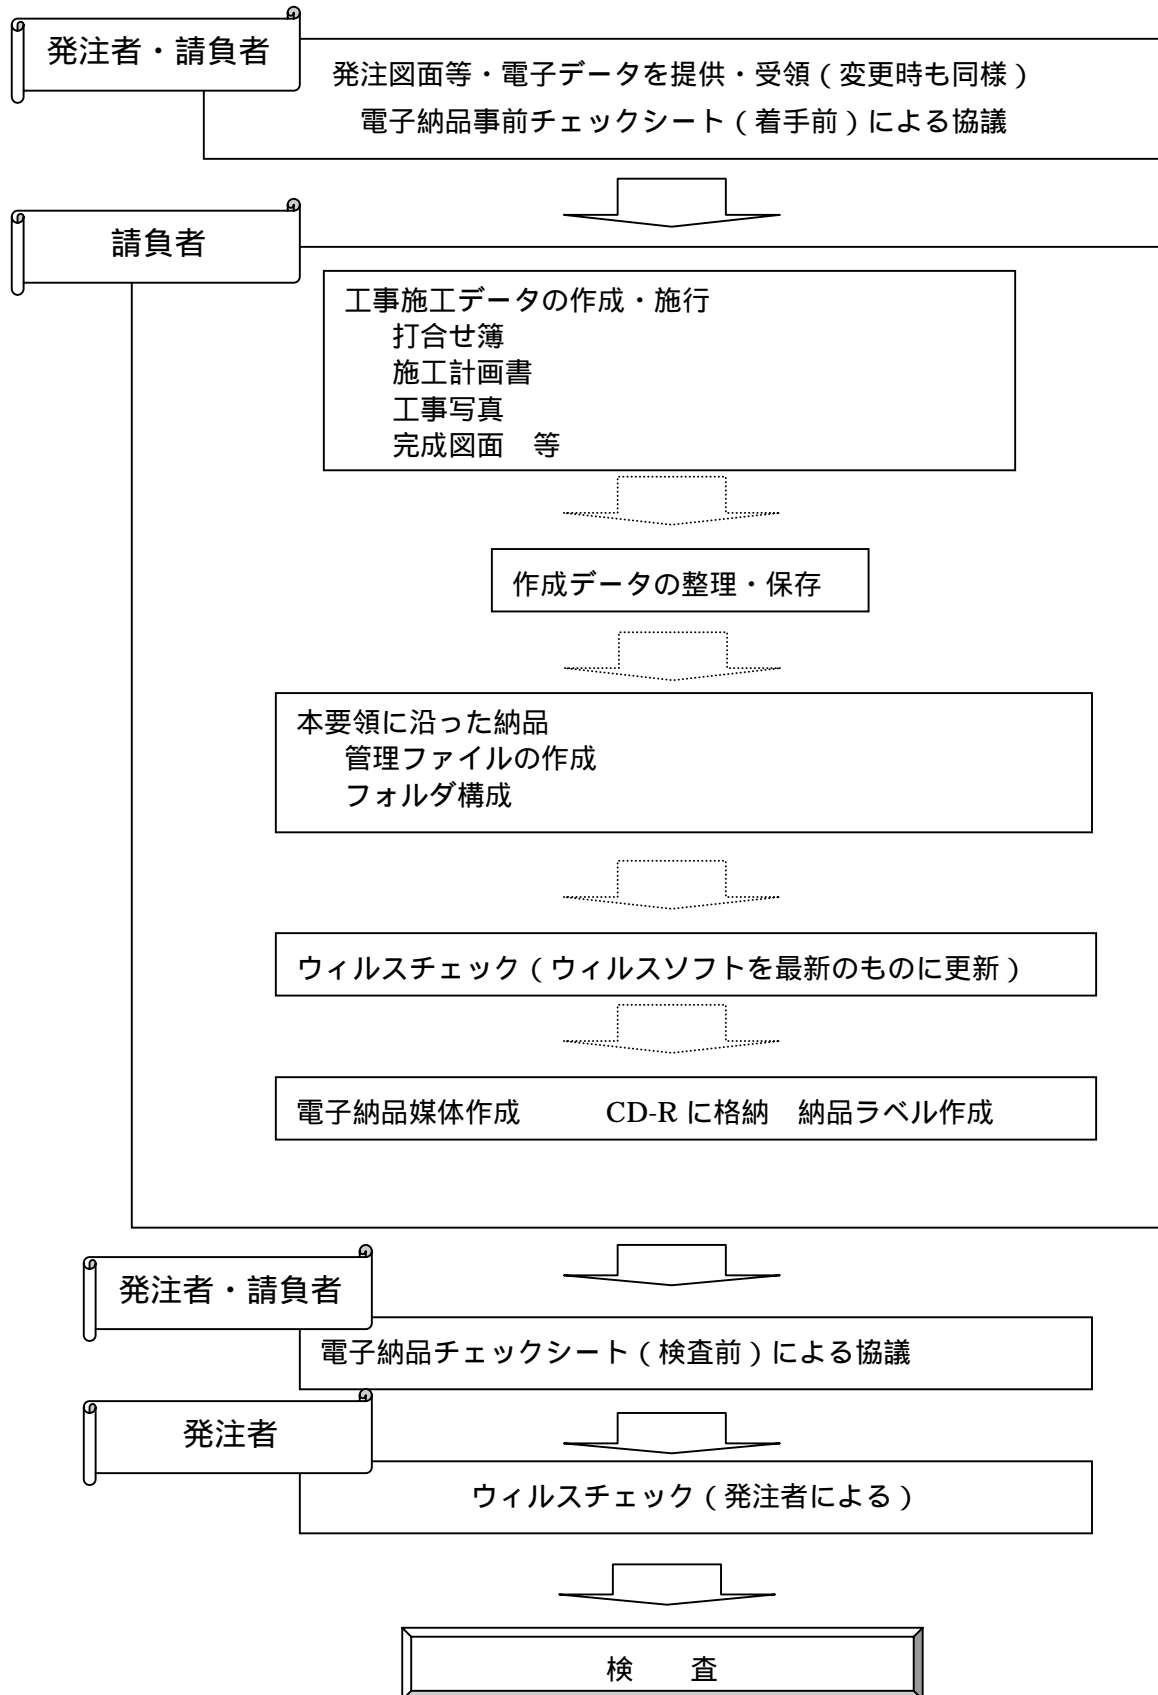 発注者・請負者
発注図面等・電子データを提供・受領(変更時も同様)
電子納品事前チェックシート(着手前)による協議
請負者
工事施工データの作成・施行
打合せ簿
施工計画書
工事写真
完成図面　等
作成データの整理・保存
本要領に沿った納品
管理ファイルの作成
フォルダ構成
ウィルスチェック(ウィルスソフトを最新のものに更新)
電子納品媒体作成　　　CD-R に格納　納品ラベル作成
発注者・請負者
電子納品チェックシート(検査前)による協議
発注者
ウィルスチェック(発注者による)
検　　査